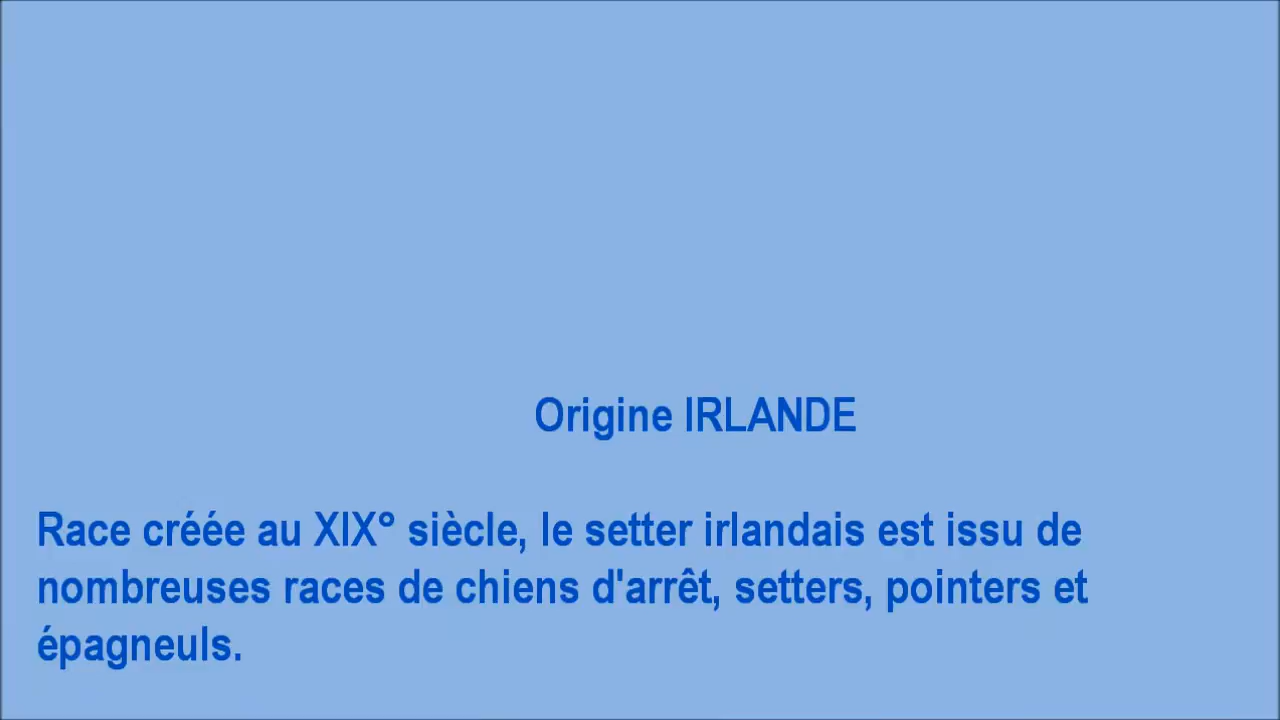 Origine IRLANDE
Race créée au XIX° siècle, le setter irlandais est issu de
nombreuses races de chiens d'arrêt, setters, pointers et
épagneuls.